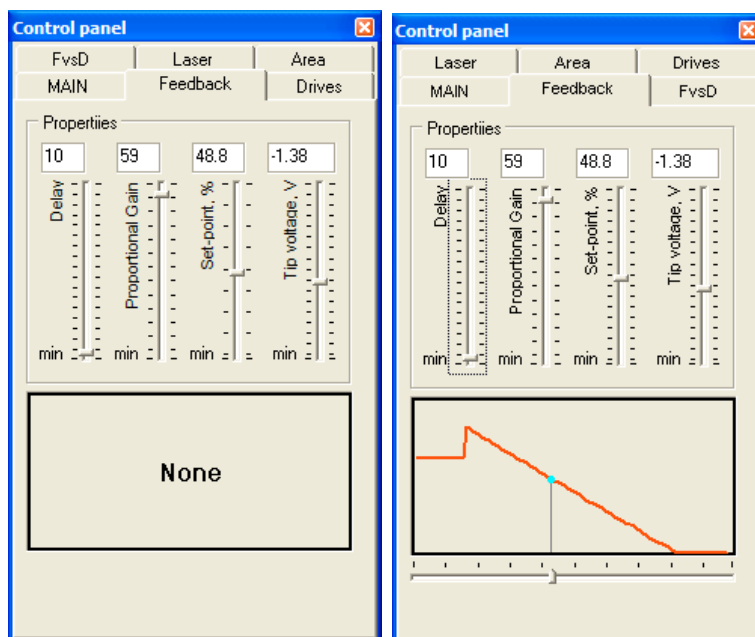 Control panel
FvsD Laser Area
MAIN Feedback Drives
Propertiies
10 59 48.8 -1.38
Delay
Proportional Gain
Set-point, %
Tip voltage, V
min min min min
None
Control panel
Laser Area Drives
MAIN Feedback FvsD
Propertiies
10 59 48.8 -1.38
Delay
Proportional Gain
Set-point, %
Tip voltage, V
min min min min